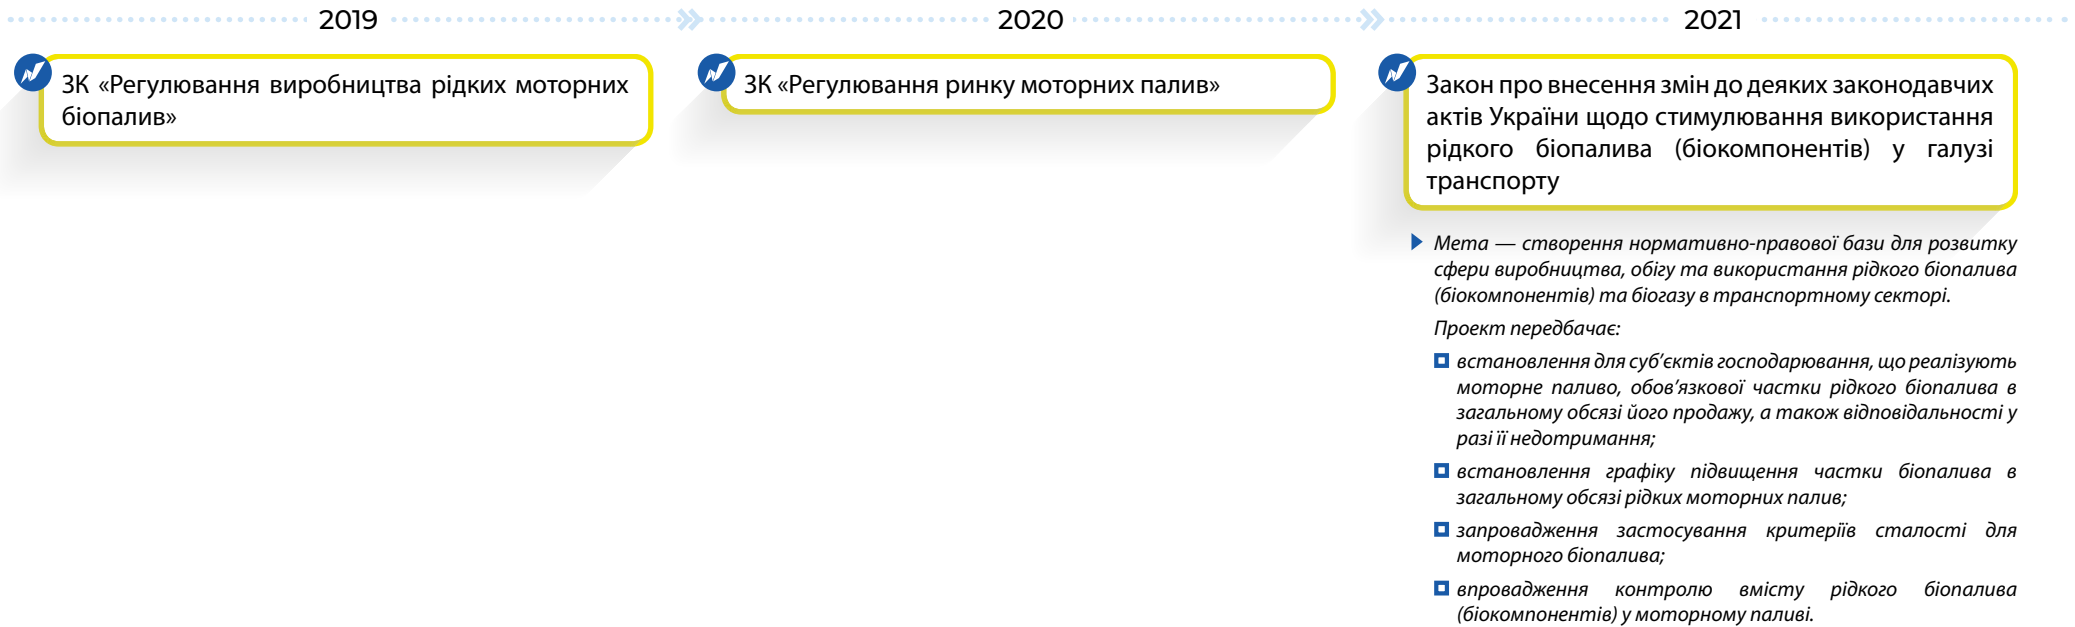 2019
2020
2021
ЗК «Регулювання виробництва рідких моторних
біопалив»
ЗК «Регулювання ринку моторних палив»
Закон про внесення змін до деяких законодавчих
актів України щодо стимулювання використання
рідкого біопалива (біокомпонентів) у галузі
транспорту
Мета — створення нормативно-правової бази для розвитку
сфери виробництва, обігу та використання рідкого біопалива
(біокомпонентів) та біогазу в транспортному секторі.
Проект передбачає:
встановлення для суб’єктів господарювання, що реалізують
моторне паливо, обов’язкової частки рідкого біопалива в
загальному обсязі його продажу, а також відповідальності у
разі її недотримання;
встановлення графіку підвищення частки біопалива в
загальному обсязі рідких моторних палив;
запровадження застосування критеріїв сталості для
моторного біопалива;
впровадження контролю вмісту рідкого біопалива
(біокомпонентів) у моторному паливі.